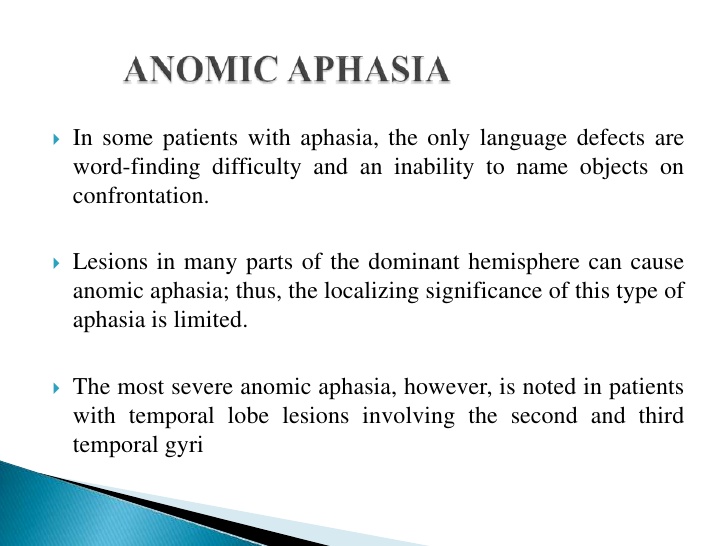 ANOMIC APHASIA
In some patients with aphasia, the only language defects are
word-finding difficulty and an inability to name objects on
confrontation.
Lesions in many parts of the dominant hemisphere can cause
anomic aphasia; thus, the localizing significance of this type of
aphasia is limited.
The most severe anomic aphasia, however, is noted in patients
with temporal lobe lesions involving the second and third
temporal gyri